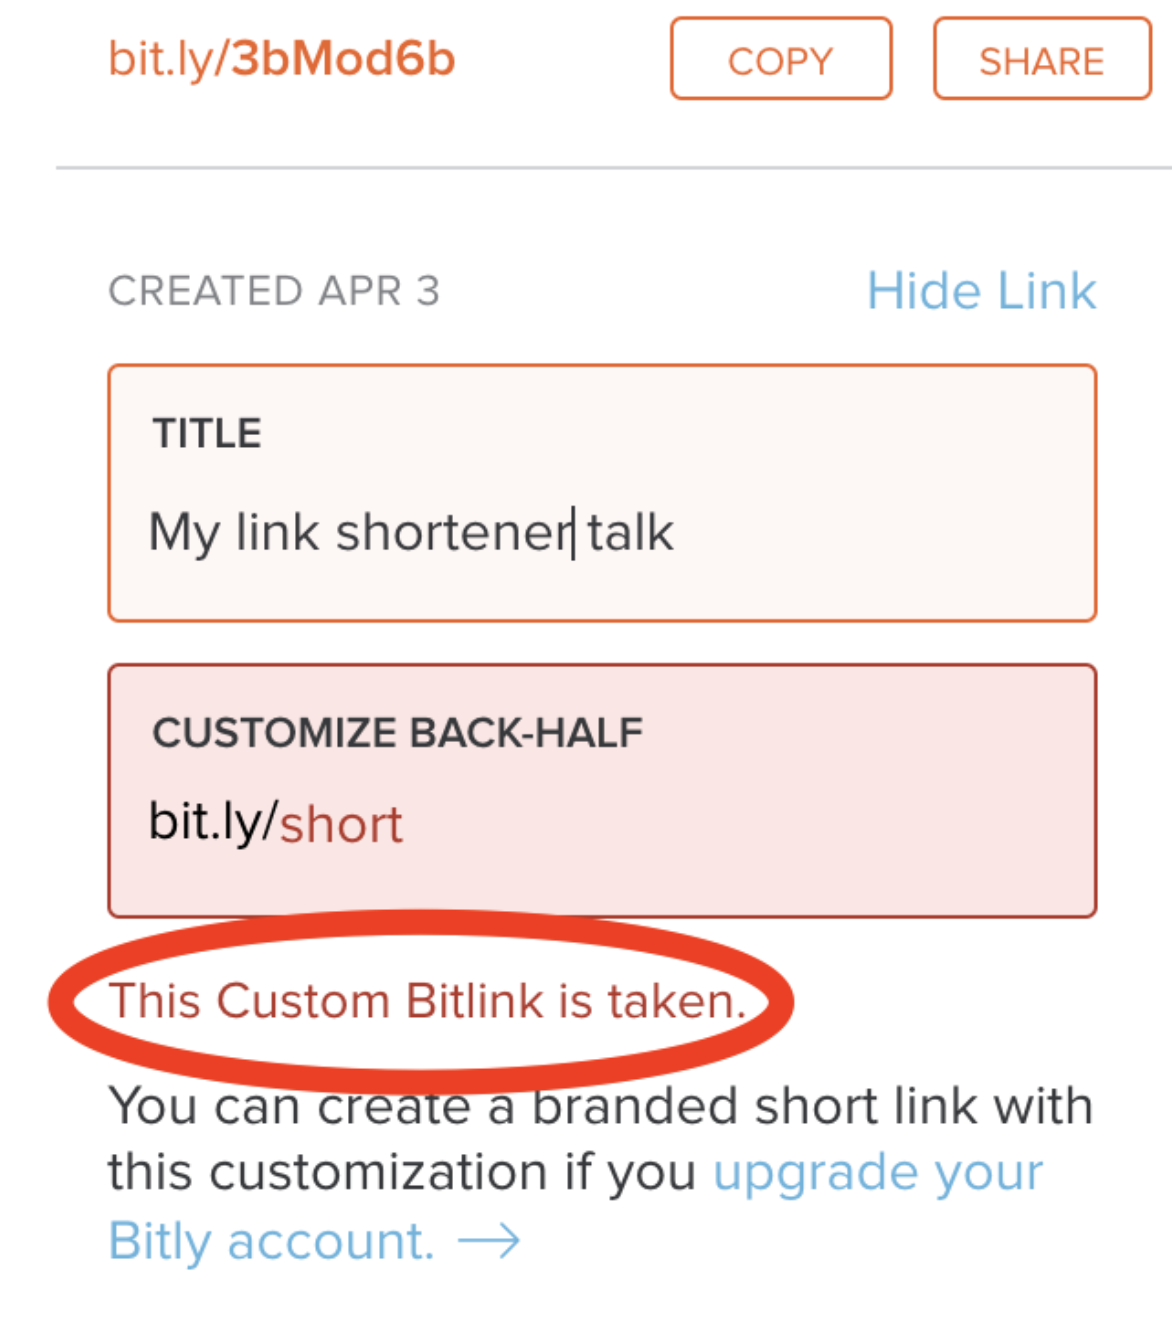 bit.ly/3bMod6b
COPY
SHARE
CREATED APR 3
Hide Link
TITLE
My link shortener talk
CUSTOMIZE BACK-HALF
bit.ly/short
This Custom Bitlink is taken.
You can create a branded short link with
this customization if you upgrade your
Bitly account. →